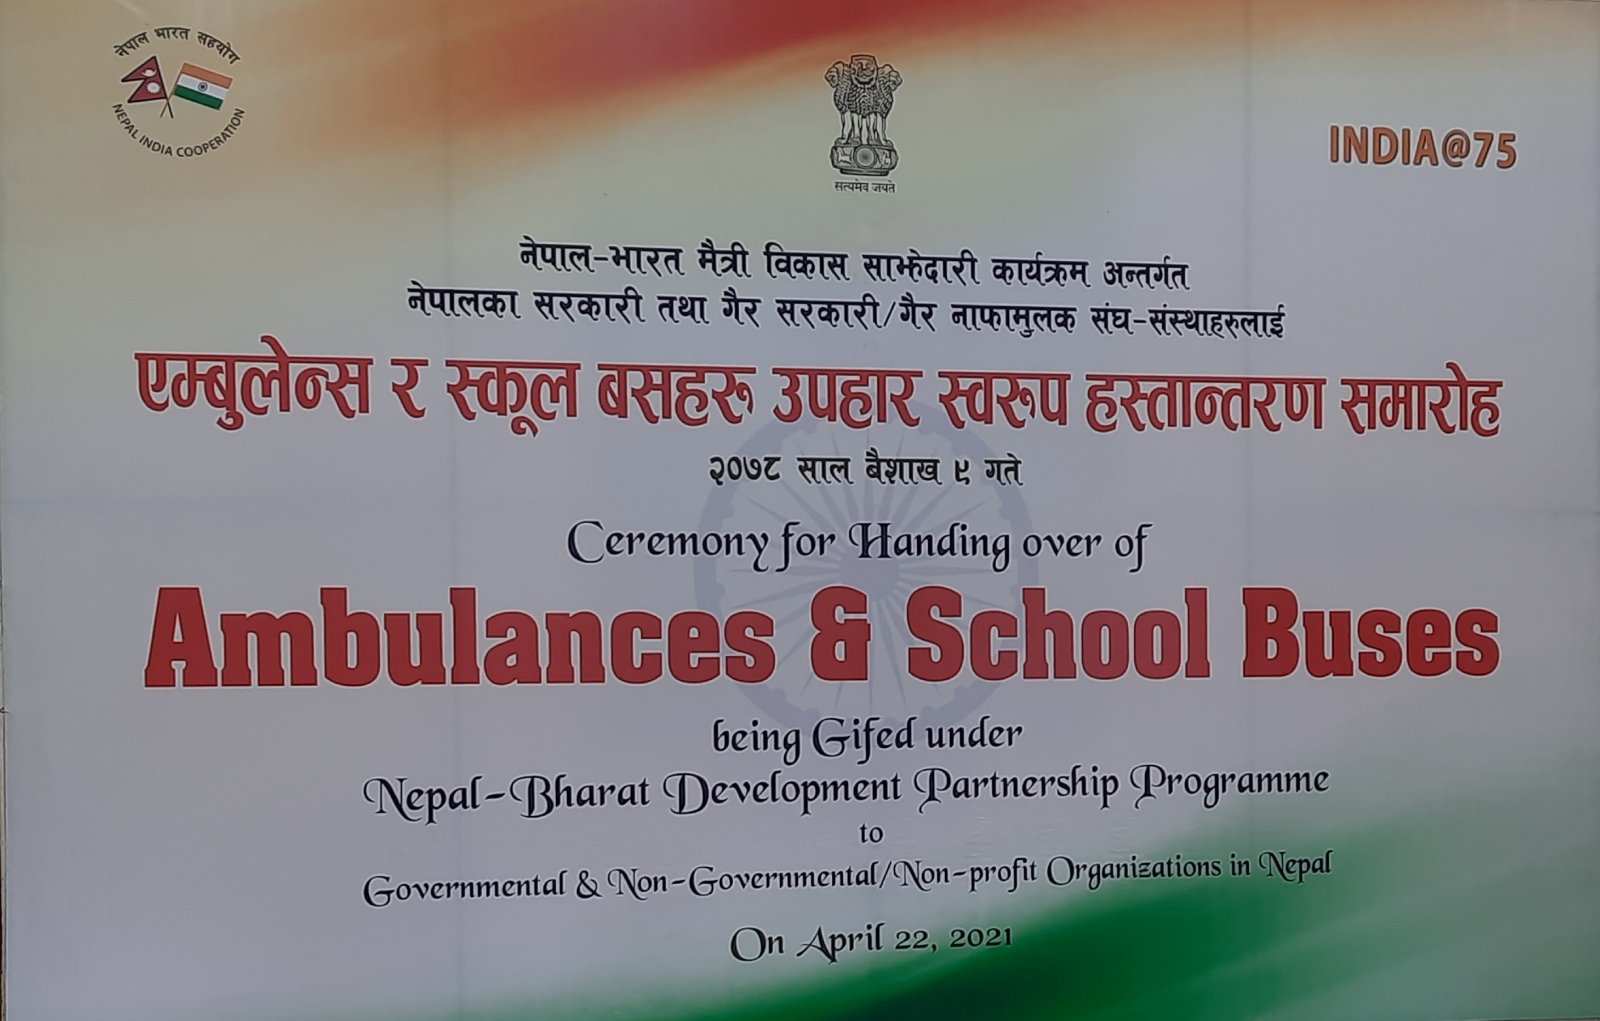 नेपाल भारत सहयोग
NEPAL INDIA COOPERATION
सत्यमेव जयते
INDIA@75
नेपाल-भारत मैत्री विकास साझेदारी कार्यक्रम अन्तर्गत
नेपालका सरकारी तथा गैर सरकारी/गैर नाफामुलक संघ-संस्थाहरुलाई
एम्बुलेन्स र स्कूल बसहरू उपहार स्वरुप हस्तान्तरण समारोह
२०७८ साल बैशाख ९ गते
Ceremony for Handing over of
Ambulances & School Buses
being Gifed under
Nepal-Bharat Development Partnership Programme
to
Governmental & Non-Governmental/Non-profit Organizations in Nepal
On April 22, 2021